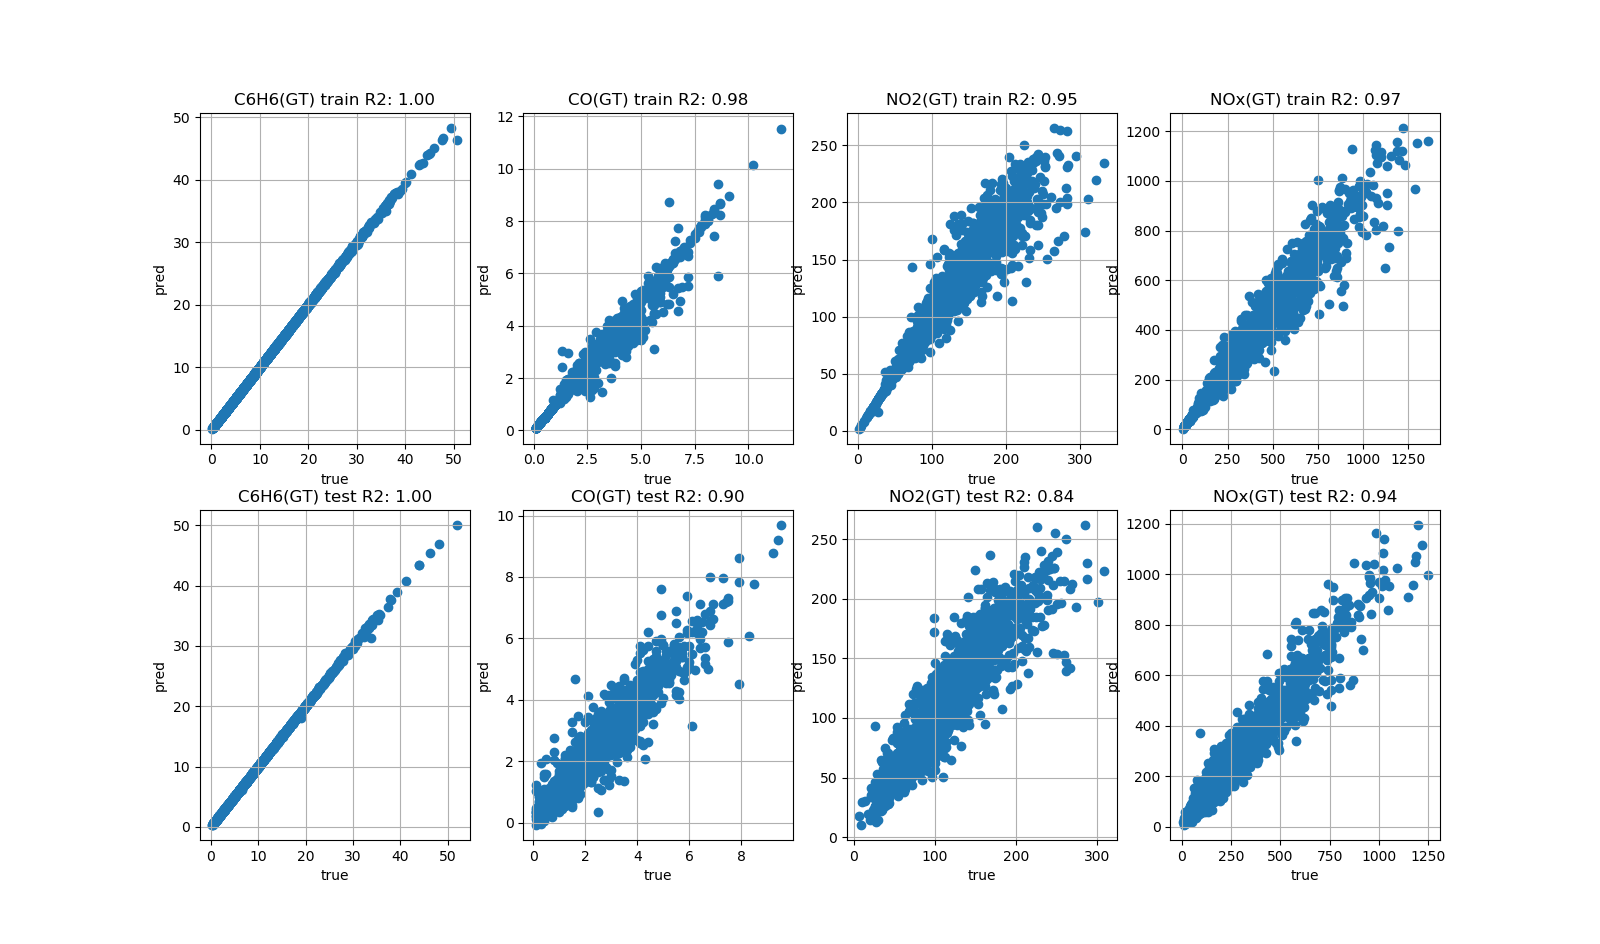 C6H6(GT) train R2: 1.00
50
40
30
20
10
0
pred
0 10 20 30 40 50
true
CO(GT) train R2: 0.98
12
10
8
6
4
2
0
pred
0.0 2.5 5.0 7.5 10.0
true
NO2(GT) train R2: 0.95
250
200
150
100
50
0
pred
0 100 200 300
true
NOx(GT) train R2: 0.97
1200
1000
800
600
400
200
0
pred
0 250 500 750 1000 1250
true
C6H6(GT) test R2: 1.00
50
40
30
20
10
0
pred
0 10 20 30 40 50
true
CO(GT) test R2: 0.90
10
8
6
4
2
0
pred
0 2 4 6 8
true
NO2(GT) test R2: 0.84
250
200
150
100
50
0
pred
0 100 200 300
true
NOx(GT) test R2: 0.94
1200
1000
800
600
400
200
0
pred
0 250 500 750 1000 1250
true